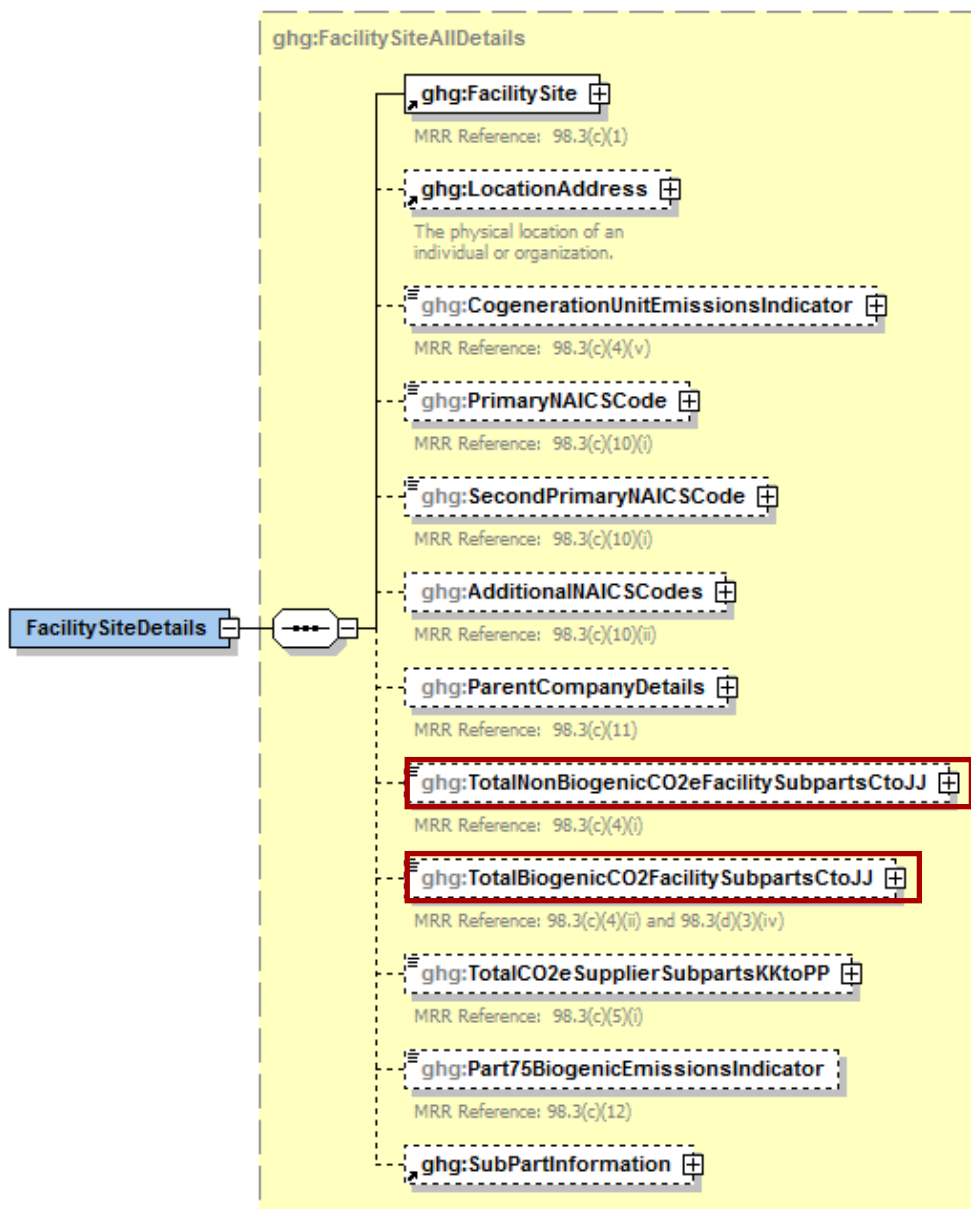 ghg:FacilitySiteAllDetails
ghg:FacilitySite
MRR Reference: 98.3(c)(1)
ghg:LocationAddress
The physical location of an
individual or organization.
ghg:CogenerationUnitEmissionsIndicator
MRR Reference: 98.3(c)(4)(v)
ghg:PrimaryNAICSCode
MRR Reference: 98.3(c)(10)(i)
ghg:SecondPrimaryNAICSCode
MRR Reference: 98.3(c)(10)(i)
ghg:AdditionalNAICSCodes
MRR Reference: 98.3(c)(10)(ii)
FacilitySiteDetails
ghg:ParentCompanyDetails
MRR Reference: 98.3(c)(11)
ghg:TotalNonBiogenicCO2eFacilitySubpartsCtoJJ
MRR Reference: 98.3(c)(4)(i)
ghg:TotalBiogenicCO2FacilitySubpartsCtoJJ
MRR Reference: 98.3(c)(4)(ii) and 98.3(d)(3)(iv)
ghg:TotalCO2eSupplierSubpartsKKtoPP
MRR Reference: 98.3(c)(5)(i)
ghg:Part75BiogenicEmissionsIndicator
MRR Reference: 98.3(c)(12)
ghg:SubPartInformation